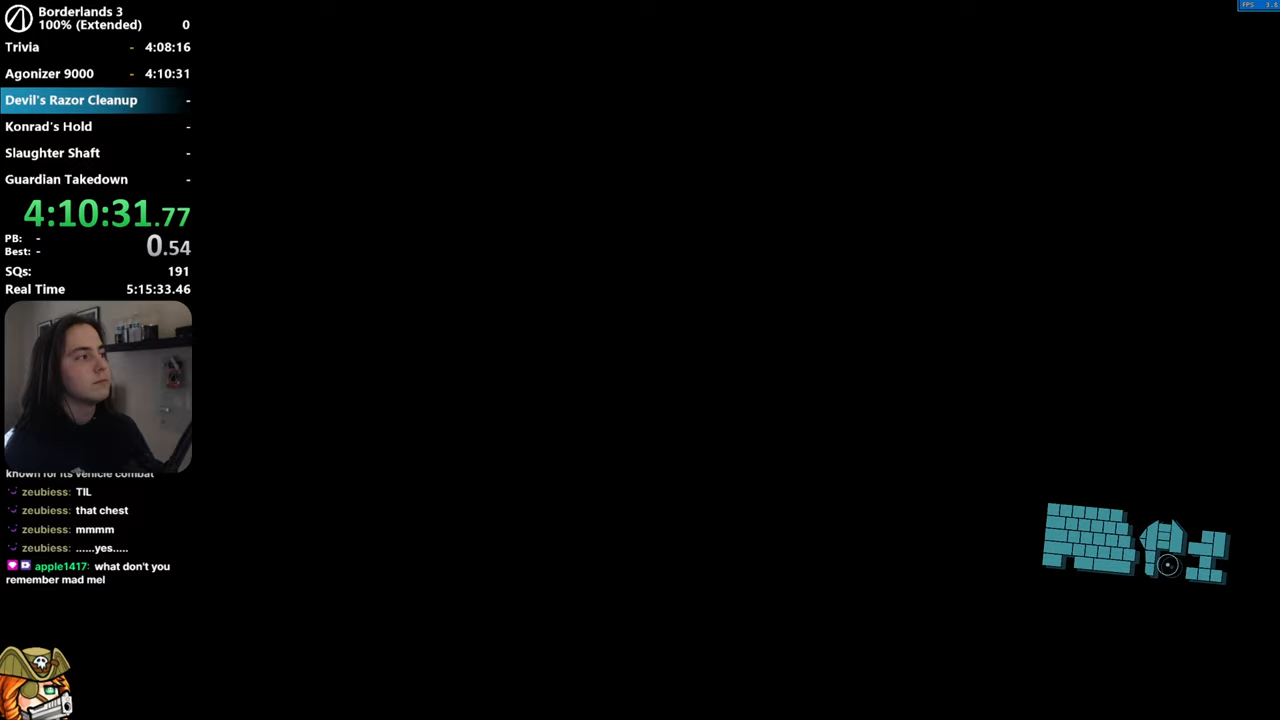 Borderlands 3
100% (Extended) 0
Trivia - 4:08:16
Agonizer 9000 - 4:10:31
Devil's Razor Cleanup -
Konrad's Hold -
Slaughter Shaft -
Guardian Takedown -
4:10:31.77
PB: -
Best: - 0.54
SQs: 191
Real Time 5:15:33.46
known for its vehicle combat
zeubiess: TIL
zeubiess: that chest
zeubiess: mmmm
zeubiess: ......yes.....
apple1417: what don't you
remember mad mel
FPS 3.8